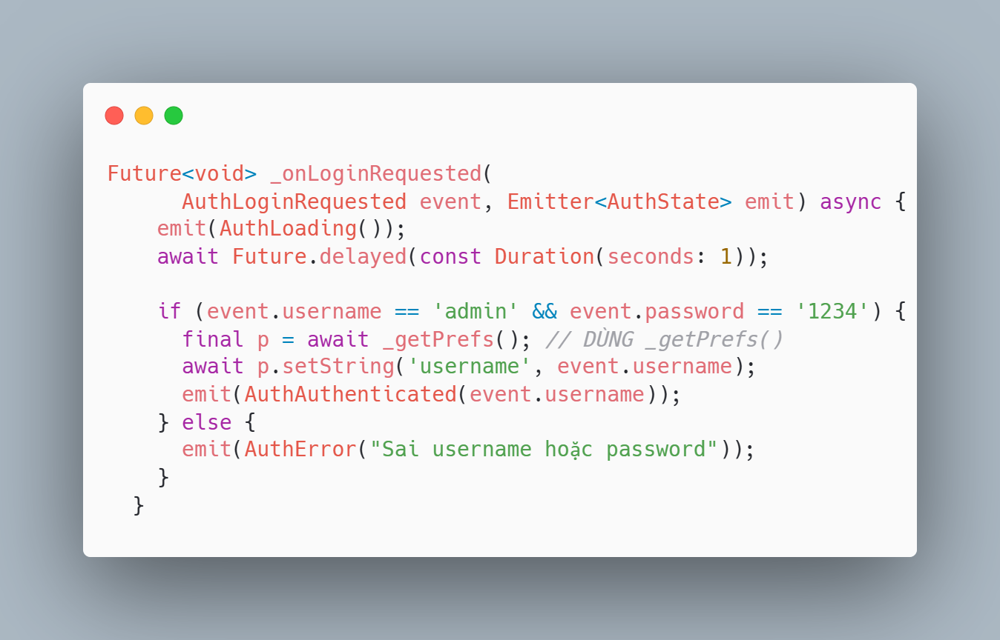 Future<void> _onLoginRequested(
      AuthLoginRequested event, Emitter<AuthState> emit) async {
    emit(AuthLoading());
    await Future.delayed(const Duration(seconds: 1));

    if (event.username == 'admin' && event.password == '1234') {
      final p = await _getPrefs(); // DÙNG _getPrefs()
      await p.setString('username', event.username);
      emit(AuthAuthenticated(event.username));
    } else {
      emit(AuthError("Sai username hoặc password"));
    }
  }